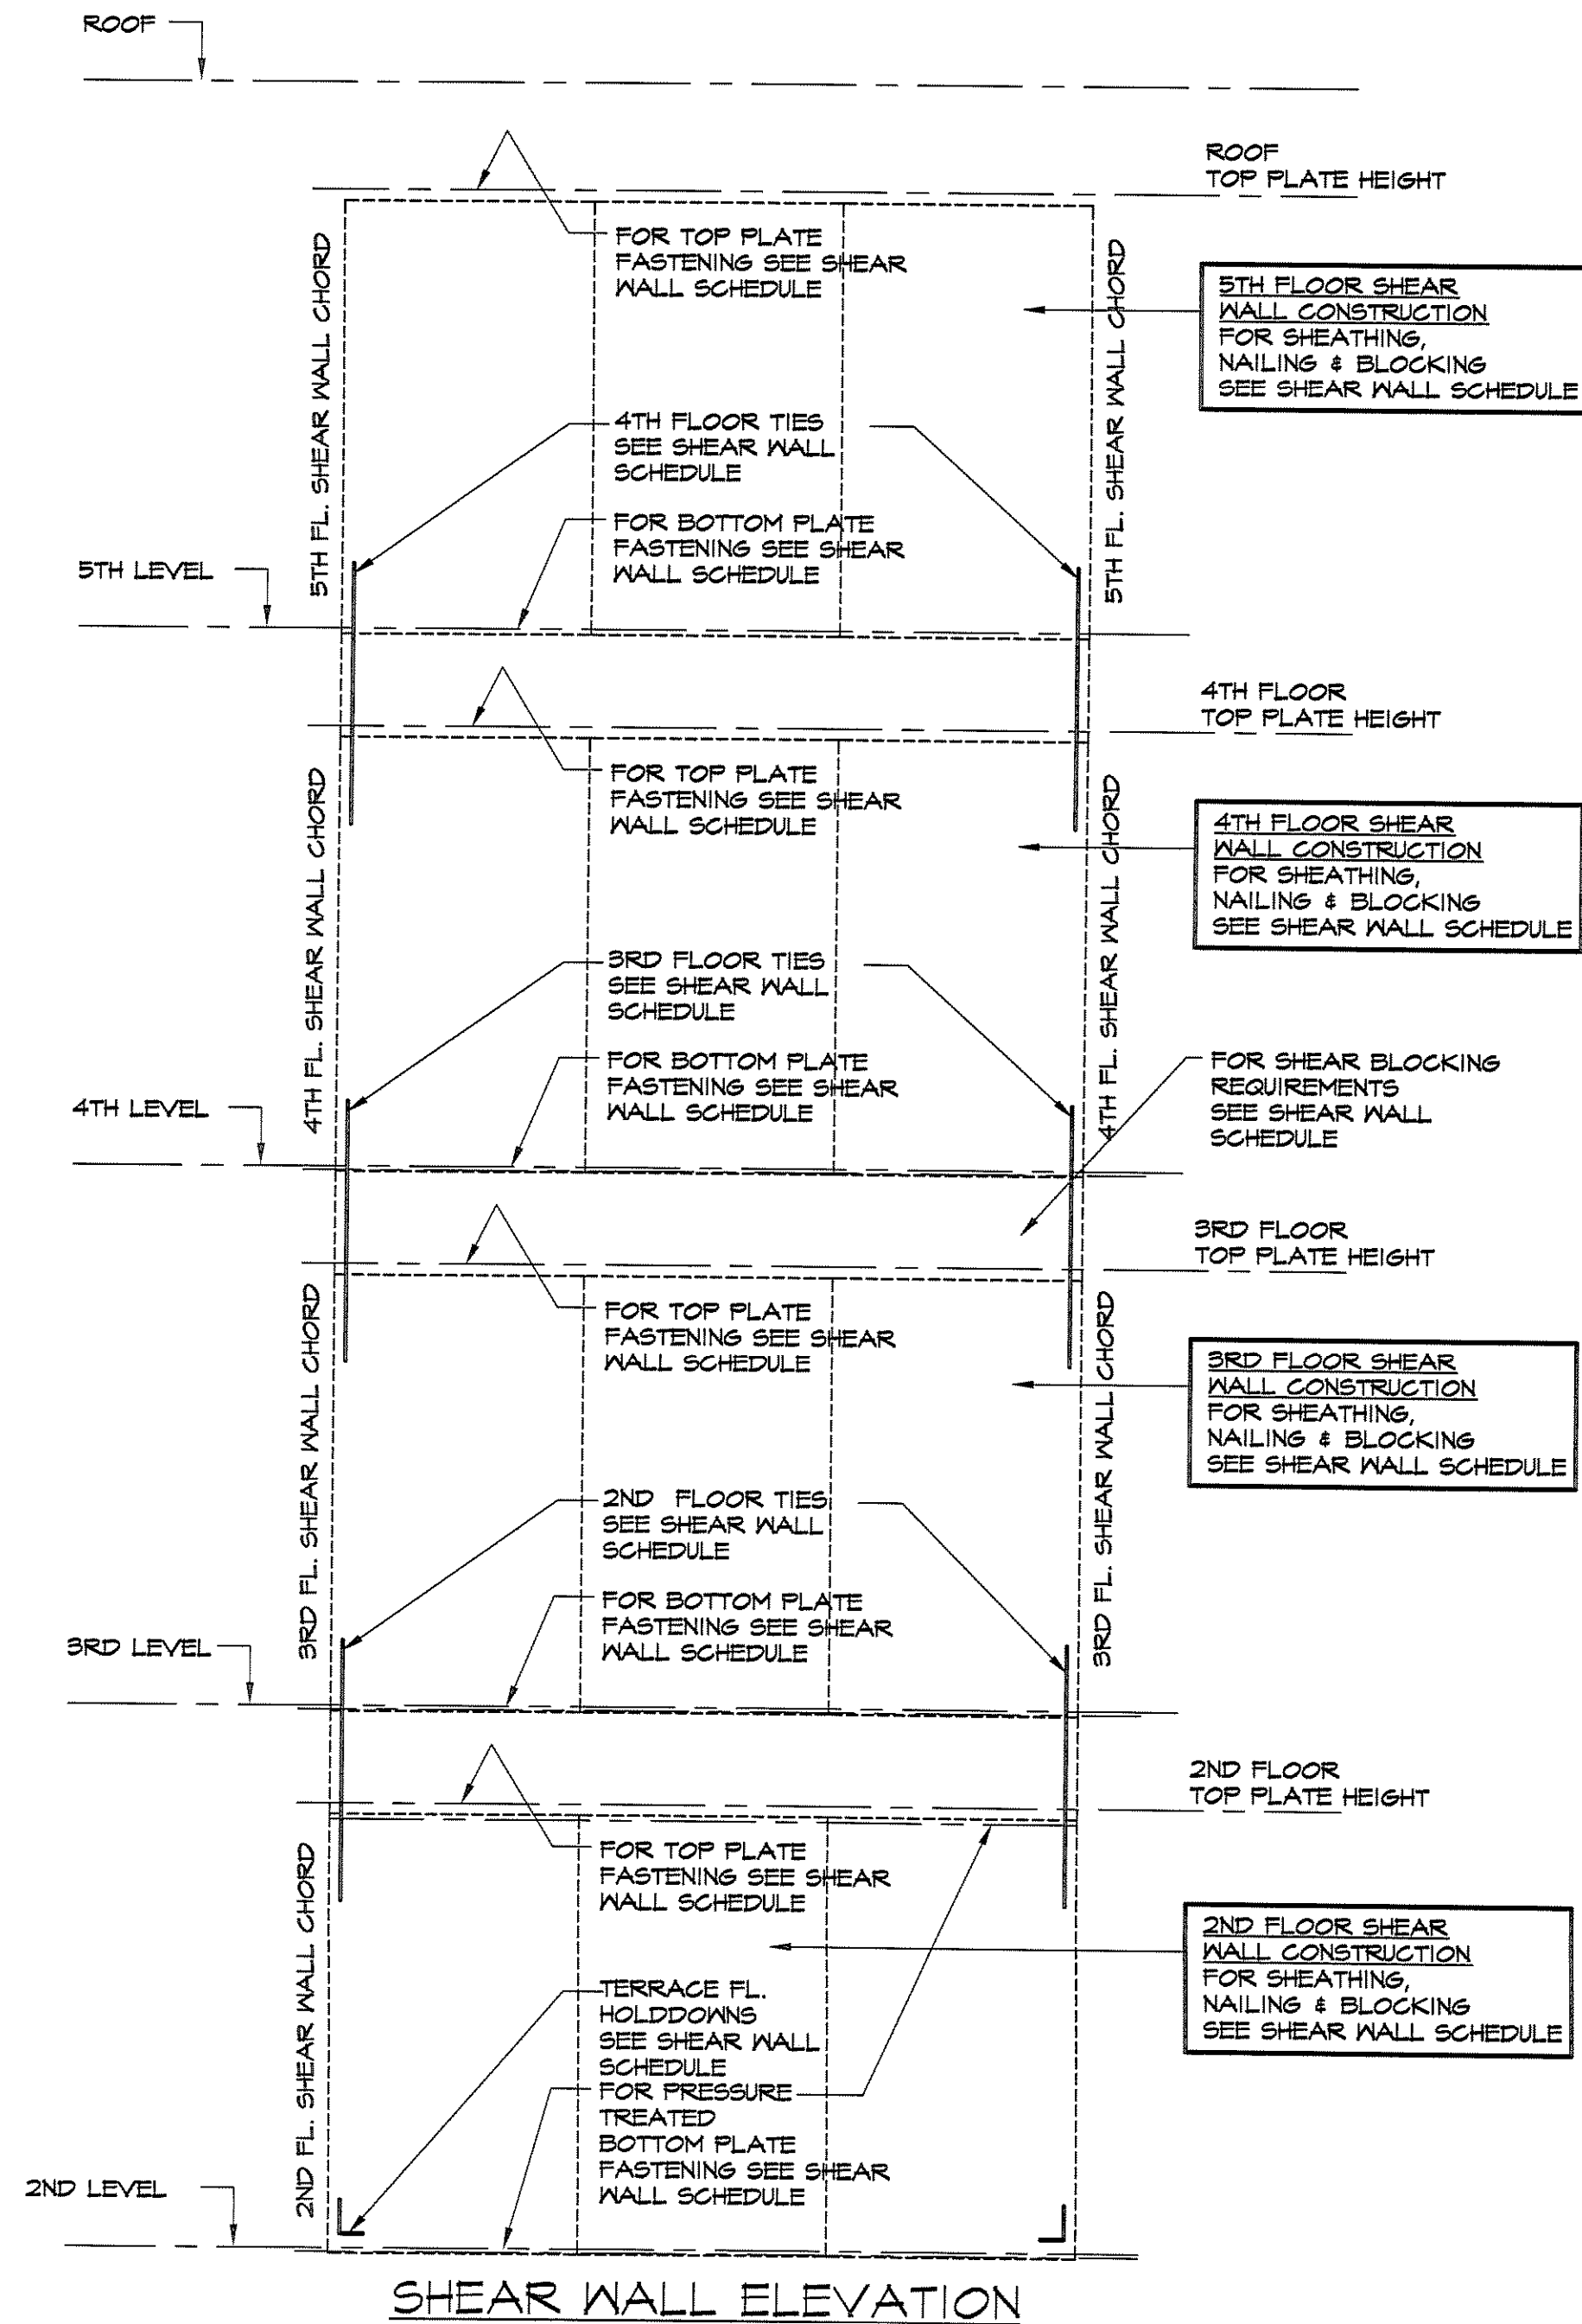 ROOF
ROOF
TOP PLATE HEIGHT
FOR TOP PLATE
FASTENING SEE SHEAR
WALL SCHEDULE
5TH FL. SHEAR WALL CHORD
5TH FL. SHEAR WALL CHORD
5TH FLOOR SHEAR
WALL CONSTRUCTION
FOR SHEATHING,
NAILING & BLOCKING
SEE SHEAR WALL SCHEDULE
4TH FLOOR TIES
SEE SHEAR WALL
SCHEDULE
FOR BOTTOM PLATE
FASTENING SEE SHEAR
WALL SCHEDULE
5TH LEVEL
4TH FLOOR
TOP PLATE HEIGHT
FOR TOP PLATE
FASTENING SEE SHEAR
WALL SCHEDULE
4TH FL. SHEAR WALL CHORD
4TH FL. SHEAR WALL CHORD
4TH FLOOR SHEAR
WALL CONSTRUCTION
FOR SHEATHING,
NAILING & BLOCKING
SEE SHEAR WALL SCHEDULE
3RD FLOOR TIES
SEE SHEAR WALL
SCHEDULE
FOR BOTTOM PLATE
FASTENING SEE SHEAR
WALL SCHEDULE
4TH LEVEL
FOR SHEAR BLOCKING
REQUIREMENTS
SEE SHEAR WALL
SCHEDULE
3RD FLOOR
TOP PLATE HEIGHT
FOR TOP PLATE
FASTENING SEE SHEAR
WALL SCHEDULE
3RD FL. SHEAR WALL CHORD
3RD FL. SHEAR WALL CHORD
3RD FLOOR SHEAR
WALL CONSTRUCTION
FOR SHEATHING,
NAILING & BLOCKING
SEE SHEAR WALL SCHEDULE
2ND FLOOR TIES
SEE SHEAR WALL
SCHEDULE
FOR BOTTOM PLATE
FASTENING SEE SHEAR
WALL SCHEDULE
3RD LEVEL
2ND FLOOR
TOP PLATE HEIGHT
FOR TOP PLATE
FASTENING SEE SHEAR
WALL SCHEDULE
2ND FL. SHEAR WALL CHORD
2ND FLOOR SHEAR
WALL CONSTRUCTION
FOR SHEATHING,
NAILING & BLOCKING
SEE SHEAR WALL SCHEDULE
TERRACE FL.
HOLDDOWNS
SEE SHEAR WALL
SCHEDULE
FOR PRESSURE
TREATED
BOTTOM PLATE
FASTENING SEE SHEAR
WALL SCHEDULE
2ND LEVEL
SHEAR WALL ELEVATION